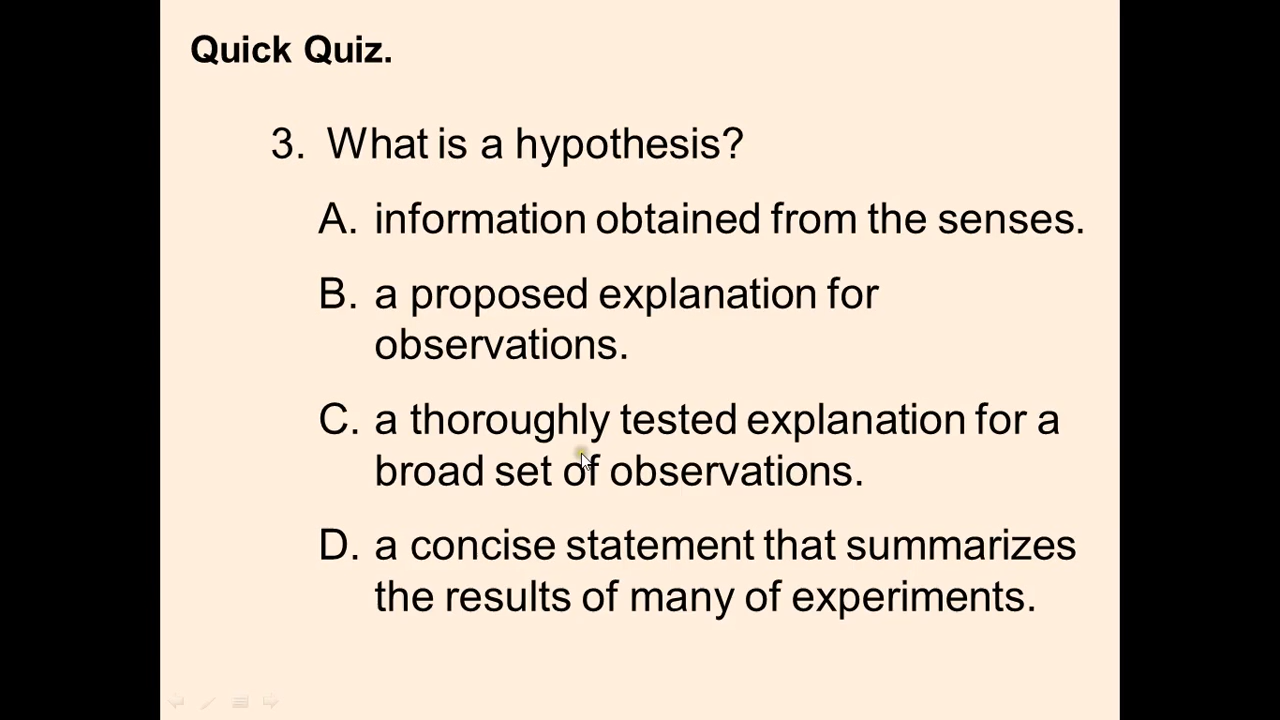 Quick Quiz.
3. What is a hypothesis?
A. information obtained from the senses.
B. a proposed explanation for
observations.
C. a thoroughly tested explanation for a
broad set of observations.
D. a concise statement that summarizes
the results of many of experiments.